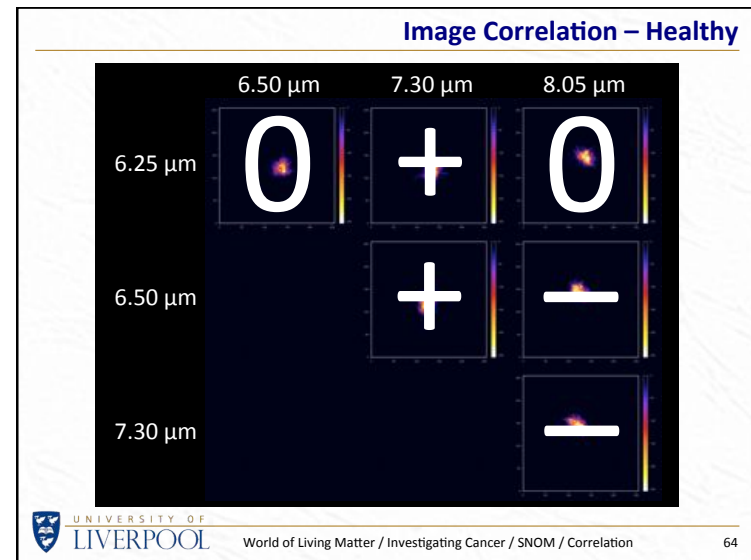 Image Correlation – Healthy
6.50 µm 7.30 µm 8.05 µm
6.25 µm 0 + 0
6.50 µm + –
7.30 µm –
UNIVERSITY OF
LIVERPOOL World of Living Matter / Investigating Cancer / SNOM / Correlation 64